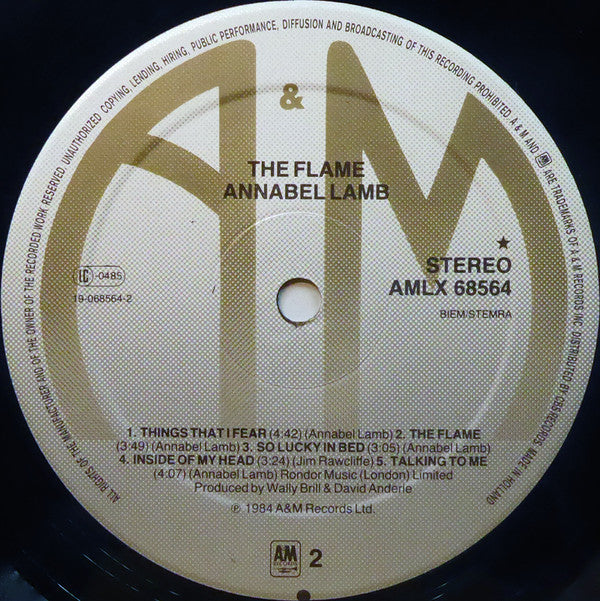 ALL RIGHTS OF THE MANUFACTURER AND OF THE OWNER OF THE RECORDED WORK RESERVED. UNAUTHORIZED COPYING, LENDING, HIRING, PUBLIC PERFORMANCE, DIFFUSION AND BROADCASTING OF THIS RECORDING PROHIBITED. A & M AND AM ARE TRADEMARKS OF A & M RECORDS INC. DISTRIBUTED BY CBS-RECORDS. MADE IN HOLLAND
A & M
THE FLAME
ANNABEL LAMB
LC -0485
19-068564-2
★
STEREO
AMLX 68564
BIEM/STEMRA
1. THINGS THAT I FEAR (4:42) (Annabel Lamb) 2. THE FLAME
(3:49) (Annabel Lamb) 3. SO LUCKY IN BED (3:05) (Annabel Lamb)
4. INSIDE OF MY HEAD (3:24) (Jim Rawcliffe) 5. TALKING TO ME
(4:07) (Annabel Lamb) Rondor Music (London) Limited
Produced by Wally Brill & David Anderle
℗ 1984 A&M Records Ltd.
AM
RECORDS
2